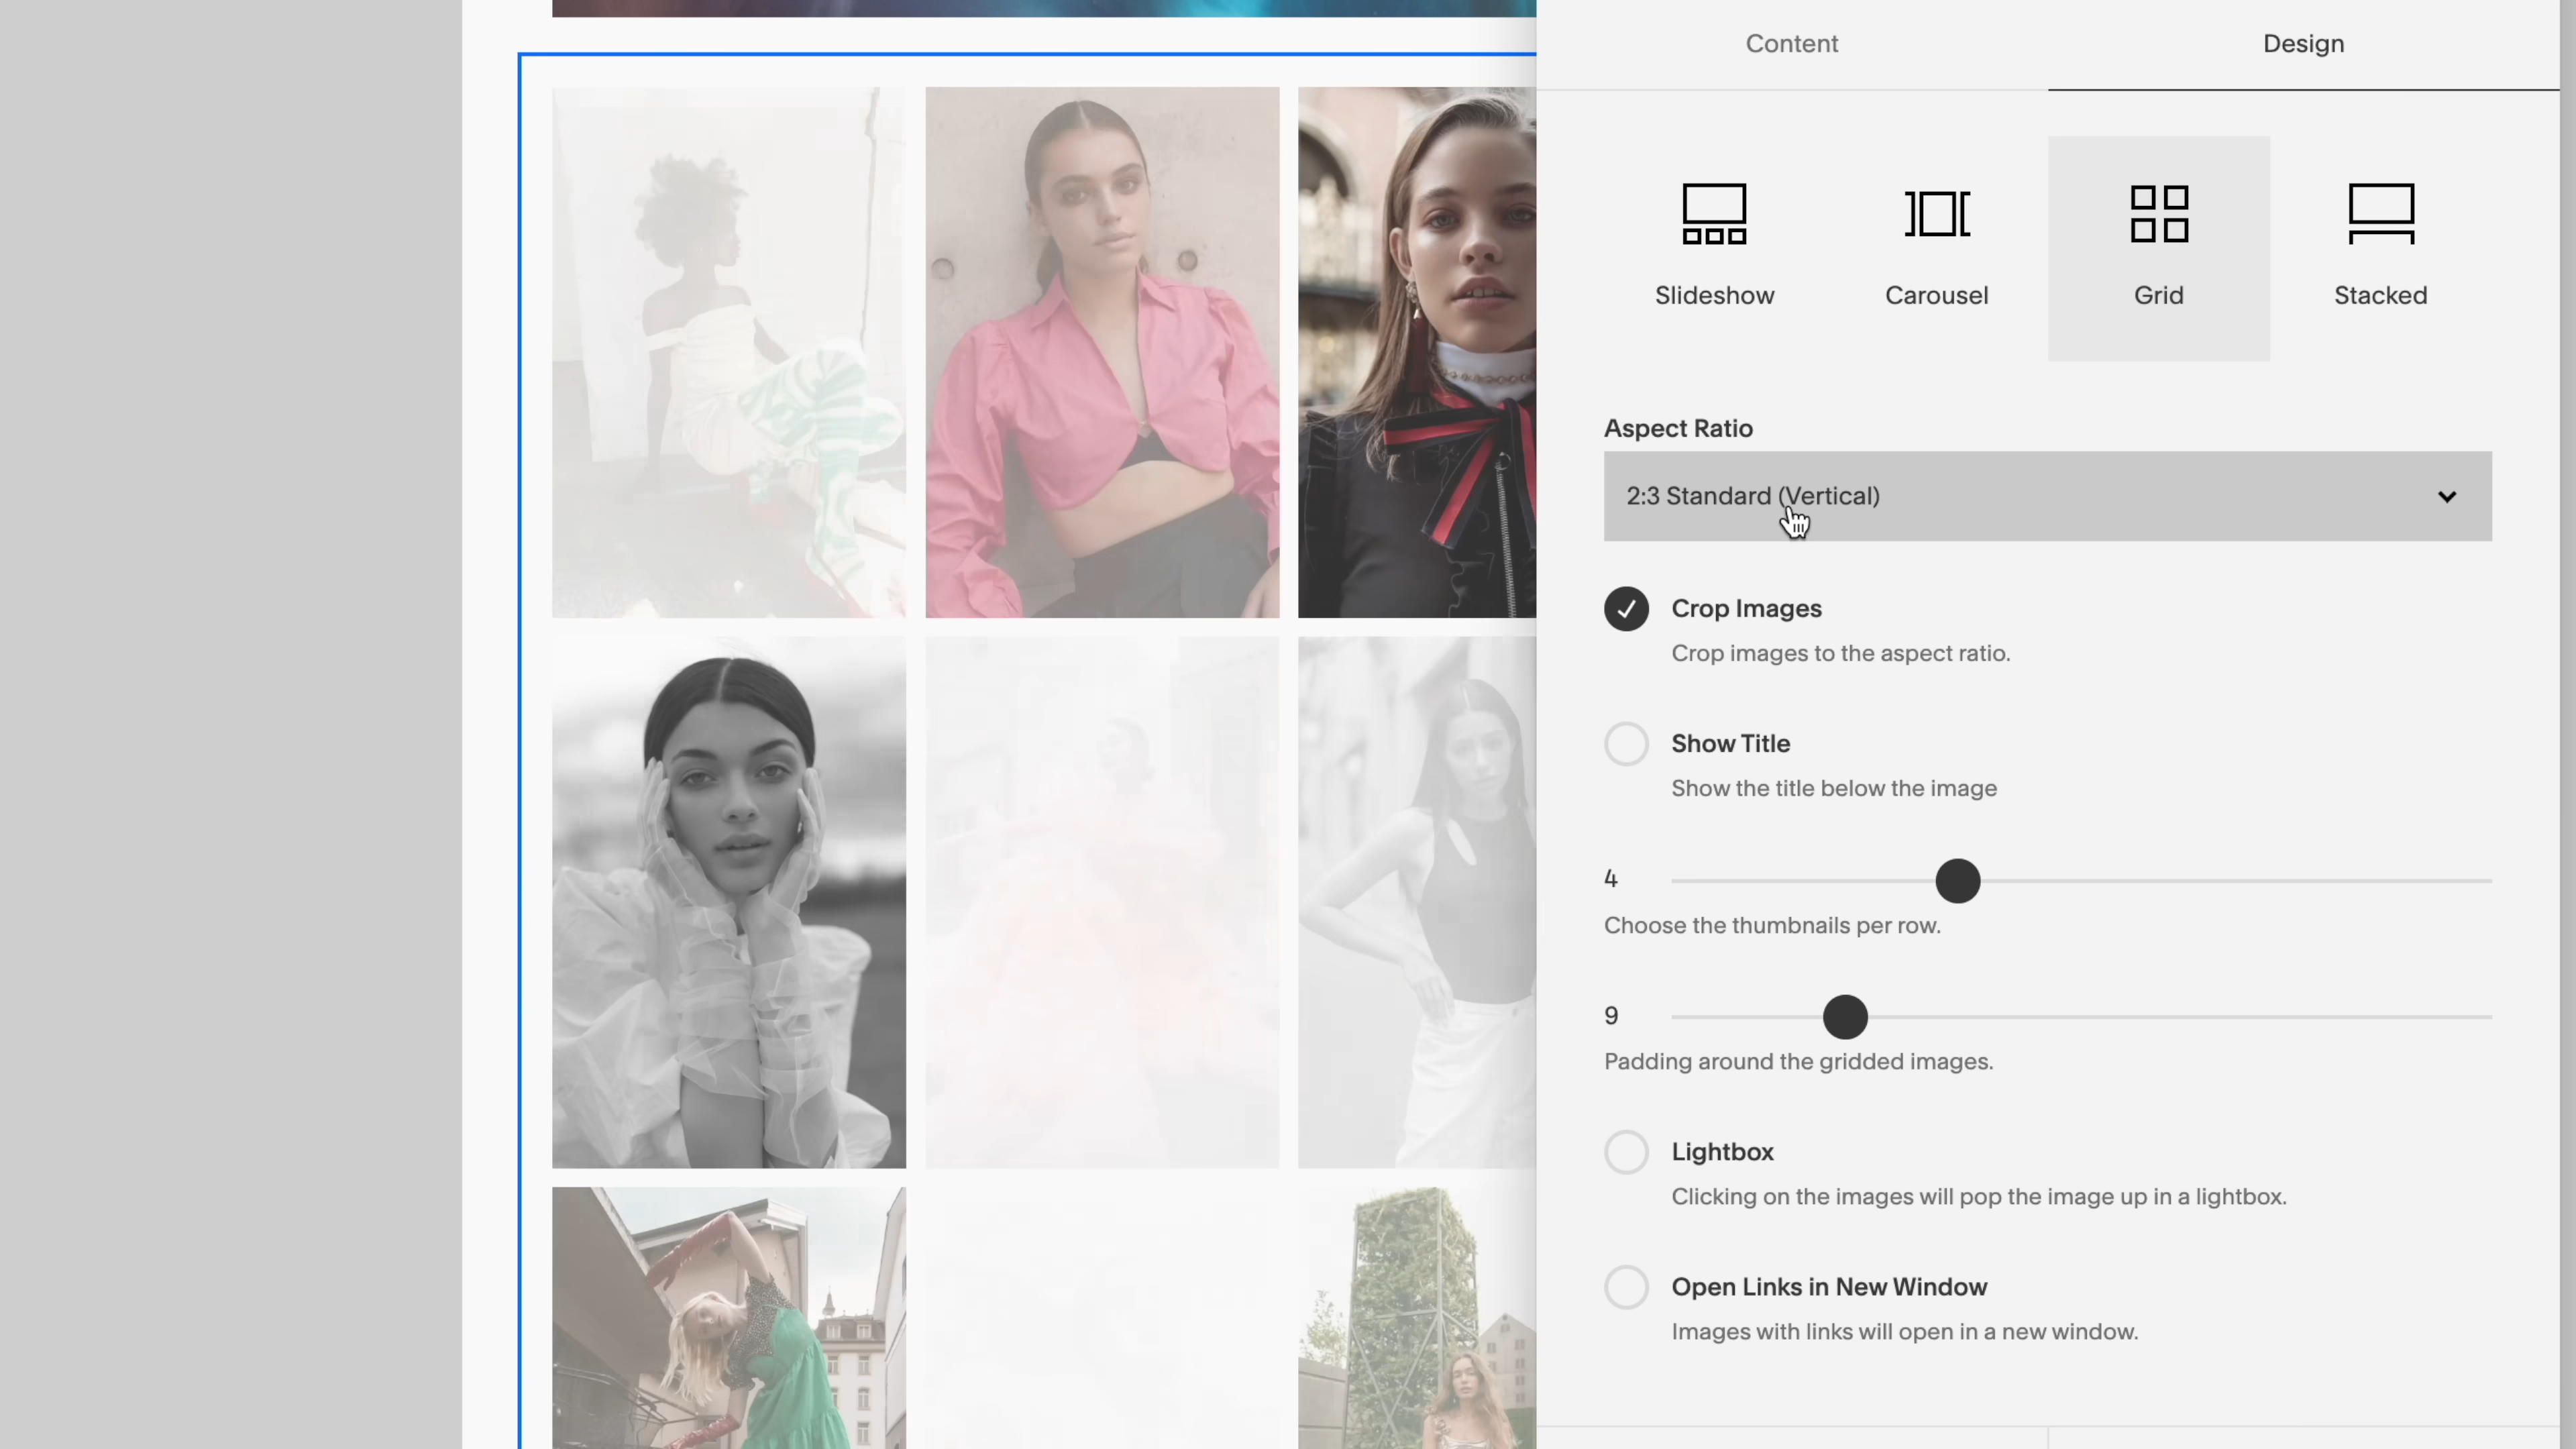 Content
Design
Slideshow
Carousel
Grid
Stacked
Aspect Ratio
2:3 Standard (Vertical)
Crop Images
Crop images to the aspect ratio.
Show Title
Show the title below the image
4
Choose the thumbnails per row.
9
Padding around the gridded images.
Lightbox
Clicking on the images will pop the image up in a lightbox.
Open Links in New Window
Images with links will open in a new window.